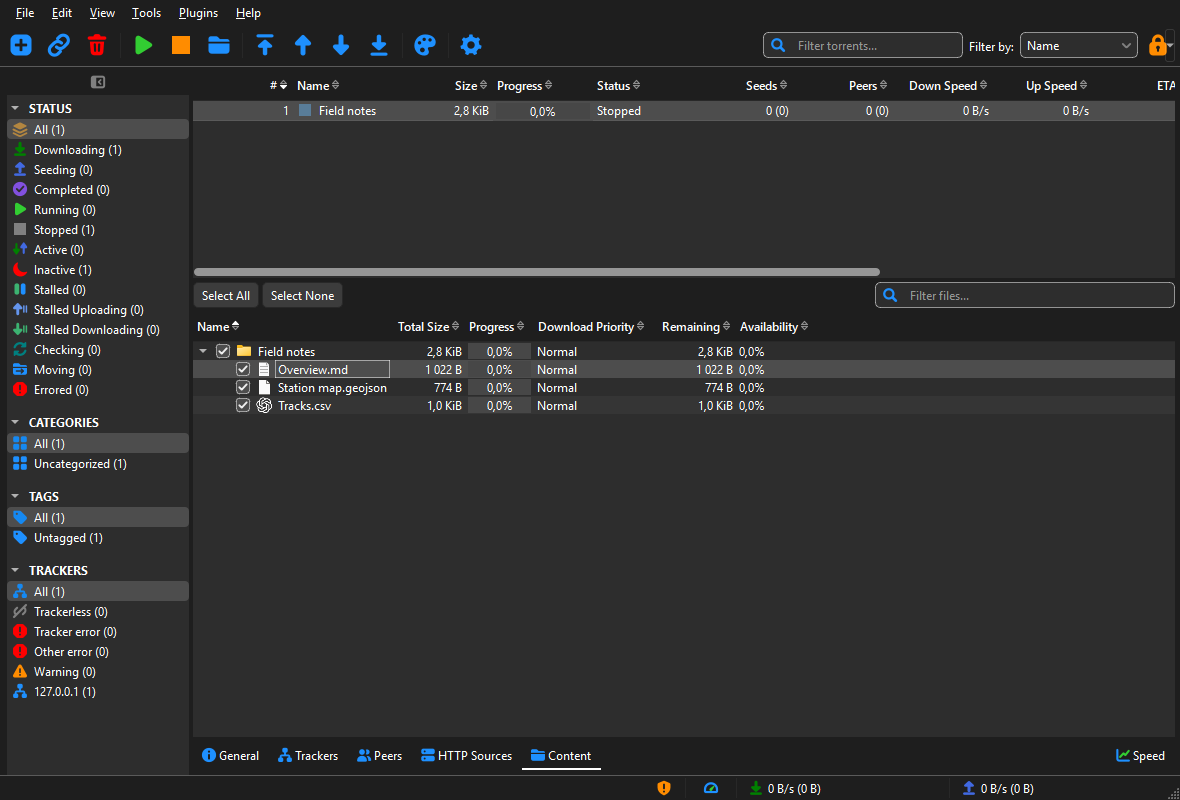 File Edit View Tools Plugins Help
Filter torrents... Filter by: Name
# Name Size Progress Status Seeds Peers Down Speed Up Speed ETA
1 Field notes 2,8 KiB 0,0% Stopped 0 (0) 0 (0) 0 B/s 0 B/s
STATUS
All (1)
Downloading (1)
Seeding (0)
Completed (0)
Running (0)
Stopped (1)
Active (0)
Inactive (1)
Stalled (0)
Stalled Uploading (0)
Stalled Downloading (0)
Checking (0)
Moving (0)
Errored (0)
CATEGORIES
All (1)
Uncategorized (1)
TAGS
All (1)
Untagged (1)
TRACKERS
All (1)
Trackerless (0)
Tracker error (0)
Other error (0)
Warning (0)
127.0.0.1 (1)
Select All Select None Filter files...
Name Total Size Progress Download Priority Remaining Availability
Field notes 2,8 KiB 0,0% Normal 2,8 KiB 0,0%
Overview.md 1 022 B 0,0% Normal 1 022 B 0,0%
Station map.geojson 774 B 0,0% Normal 774 B 0,0%
Tracks.csv 1,0 KiB 0,0% Normal 1,0 KiB 0,0%
General Trackers Peers HTTP Sources Content Speed
0 B/s (0 B) 0 B/s (0 B)